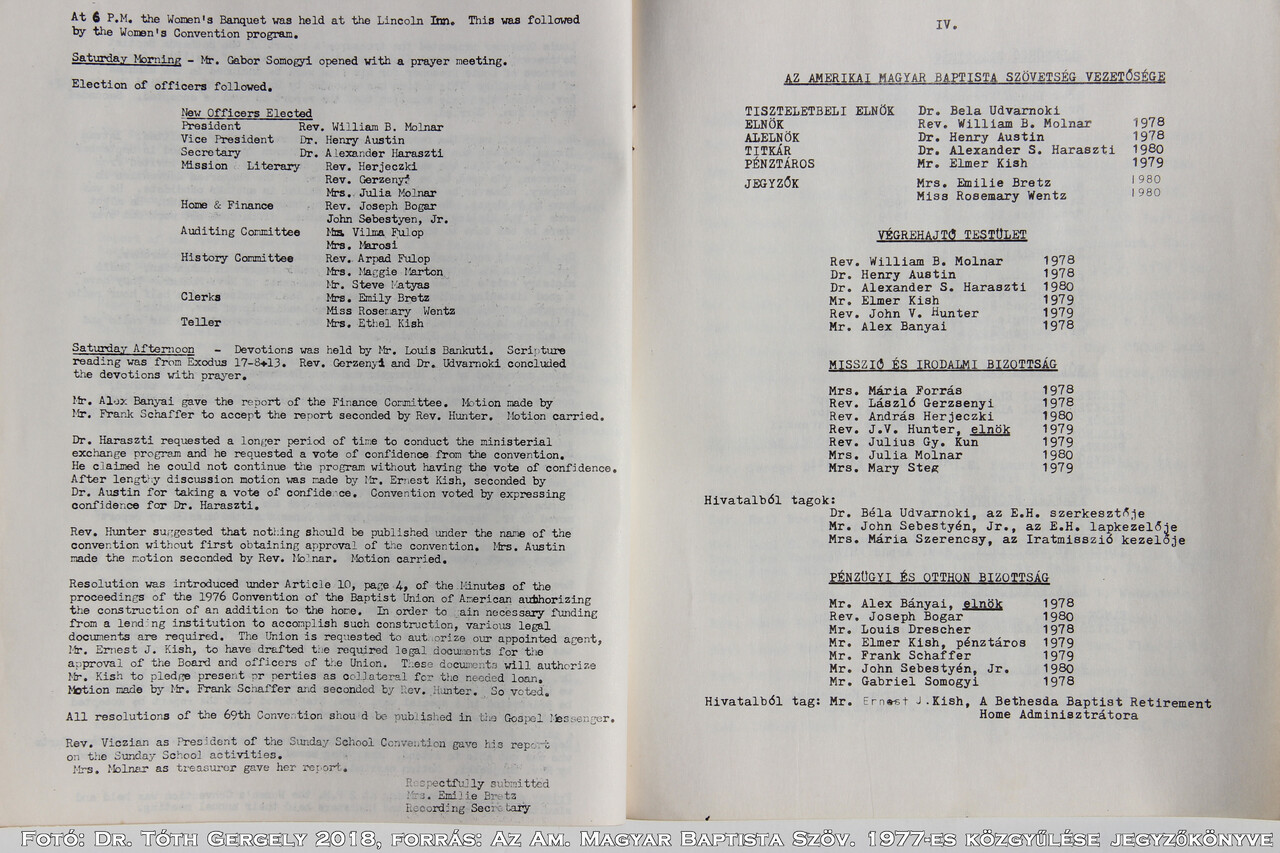 At 6 P.M. the Women's Banquet was held at the Lincoln Inn. This was followed
by the Women's Convention program.
Saturday Morning - Mr. Gabor Somogyi opened with a prayer meeting.
Election of officers followed.
New Officers Elected
President Rev. William B. Molnar
Vice President Dr. Henry Austin
Secretary Dr. Alexander Haraszti
Mission Literary Rev. Herjeczki
Rev. Gerzenyi
Mrs. Julia Molnar
Home & Finance Rev. Joseph Bogar
John Sebestyen, Jr.
Auditing Committee Mrs. Vilma Fulop
Mrs. Marosi
History Committee Rev. Arpad Fulop
Mrs. Maggie Marton
Mr. Steve Matyas
Clerks Mrs. Emily Bretz
Miss Rosemary Wentz
Teller Mrs. Ethel Kish
Saturday Afternoon - Devotions was held by Mr. Louis Bankuti. Scripture
reading was from Exodus 17-8+13. Rev. Gerzenyi and Dr. Udvarnoki concluded
the devotions with prayer.
Mr. Alex Banyai gave the report of the Finance Committee. Motion made by
Mr. Frank Schaffer to accept the report seconded by Rev. Hunter. Motion carried.
Dr. Haraszti requested a longer period of time to conduct the ministerial
exchange program and he requested a vote of confidence from the convention.
He claimed he could not continue the program without having the vote of confidence.
After lengthy discussion motion was made by Mr. Ernest Kish, seconded by
Dr. Austin for taking a vote of confidence. Convention voted by expressing
confidence for Dr. Haraszti.
Rev. Hunter suggested that nothing should be published under the name of the
convention without first obtaining approval of the convention. Mrs. Austin
made the motion seconded by Rev. Molnar. Motion carried.
Resolution was introduced under Article 10, page 4, of the Minutes of the
proceedings of the 1976 Convention of the Baptist Union of American authorizing
the construction of an addition to the home. In order to gain necessary funding
from a lending institution to accomplish such construction, various legal
documents are required. The Union is requested to authorize our appointed agent,
Mr. Ernest J. Kish, to have drafted the required legal documents for the
approval of the Board and officers of the Union. These documents will authorize
Mr. Kish to pledge present properties as collateral for the needed loan.
Motion made by Mr. Frank Schaffer and seconded by Rev. Hunter. So voted.
All resolutions of the 69th Convention should be published in the Gospel Messenger.
Rev. Viczian as President of the Sunday School Convention gave his report
on the Sunday School activities.
Mrs. Molnar as treasurer gave her report.
Respectfully submitted
Mrs. Emilie Bretz
Recording Secretary
IV.
AZ AMERIKAI MAGYAR BAPTISTA SZÖVETSÉG VEZETŐSÉGE
TISZTELETBELI ELNÖK Dr. Bela Udvarnoki
ELNÖK Rev. William B. Molnar 1978
ALELNÖK Dr. Henry Austin 1978
TITKÁR Dr. Alexander S. Haraszti 1980
PÉNZTÁROS Mr. Elmer Kish 1979
JEGYZŐK Mrs. Emilie Bretz 1980
Miss Rosemary Wentz 1980
VÉGREHAJTÓ TESTÜLET
Rev. William B. Molnar 1978
Dr. Henry Austin 1978
Dr. Alexander S. Haraszti 1980
Mr. Elmer Kish 1979
Rev. John V. Hunter 1979
Mr. Alex Banyai 1978
MISSZIÓ ÉS IRODALMI BIZOTTSÁG
Mrs. Mária Forrás 1978
Rev. László Gerzsenyi 1978
Rev. András Herjeczki 1980
Rev. J.V. Hunter, elnök 1979
Rev. Julius Gy. Kun 1979
Mrs. Julia Molnar 1980
Mrs. Mary Steg 1979
Hivatalból tagok:
Dr. Béla Udvarnoki, az E.H. szerkesztője
Mr. John Sebestyén, Jr., az E.H. lapkezelője
Mrs. Mária Szerencsy, az Iratmisszió kezelője
PÉNZÜGYI ÉS OTTHON BIZOTTSÁG
Mr. Alex Bányai, elnök 1978
Rev. Joseph Bogar 1980
Mr. Louis Drescher 1978
Mr. Elmer Kish, pénztáros 1979
Mr. Frank Schaffer 1979
Mr. John Sebestyén, Jr. 1980
Mr. Gabriel Somogyi 1978
Hivatalból tag: Mr. Ernest J.Kish, A Bethesda Baptist Retirement
Home Adminisztrátora
Fotó: Dr. Tóth Gergely 2018, forrás: Az Am. Magyar Baptista Szöv. 1977-es közgyűlése jegyzőkönyve